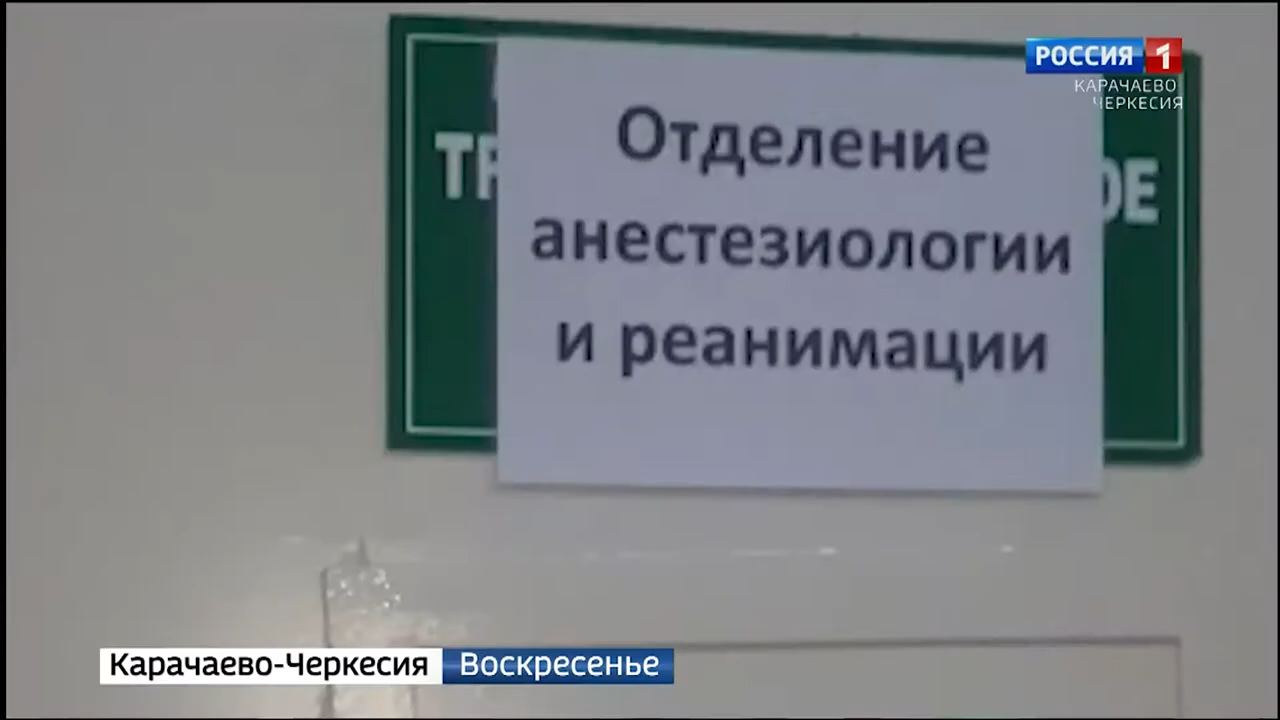 РОССИЯ 1
КАРАЧАЕВО
ЧЕРКЕСИЯ
Отделение
анестезиологии
и реанимации
Карачаево-Черкесия Воскресенье